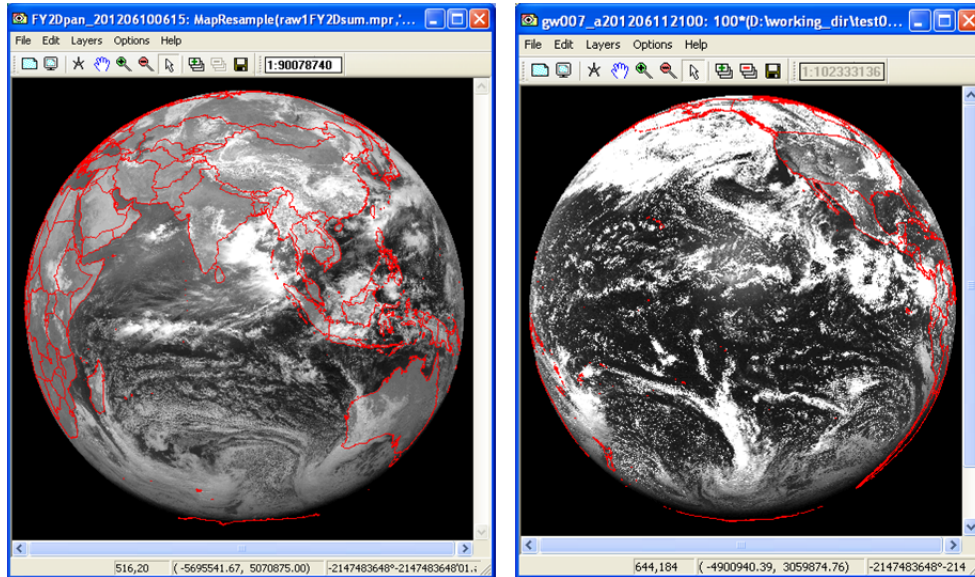 FY2Dpan_201206100615: MapResample(raw1FY2Dsum.mpr,'...
File Edit Layers Options Help
1:90078740
516,20 ( -5695541.67, 5070875.00) -2147483648°-2147483648'01.
gw007_a201206112100: 100*(D:\working_dir\test0...
File Edit Layers Options Help
1:102333136
644,184 ( -4900940.39, 3059874.76) -2147483648°-214